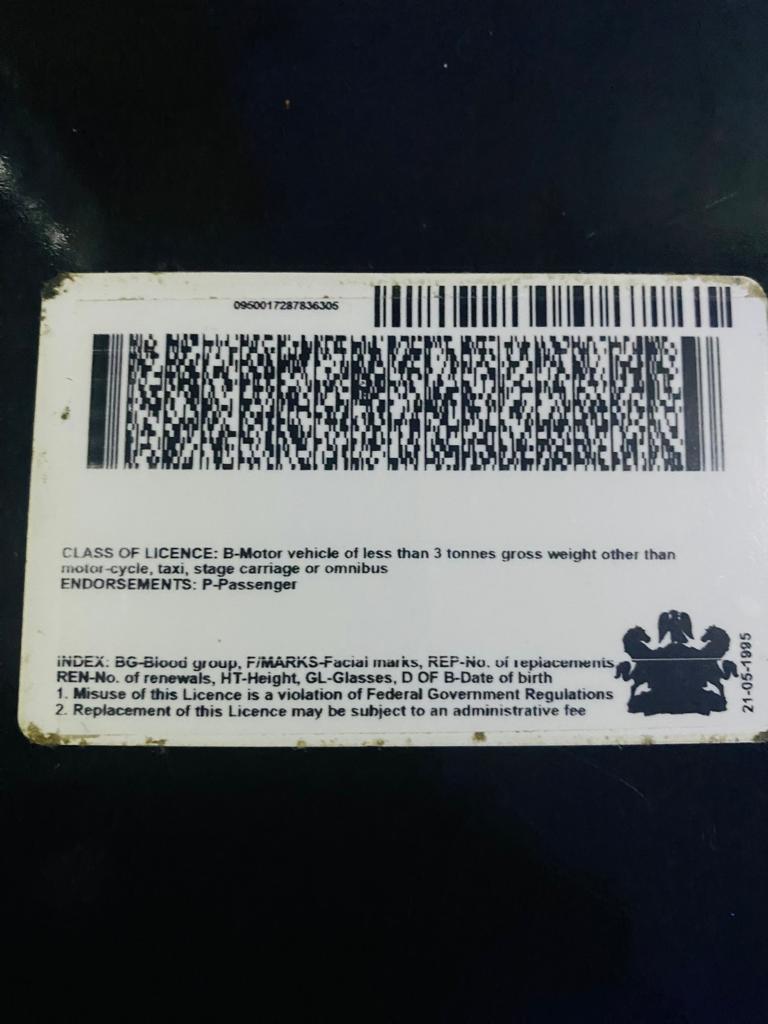 0950017287836305
CLASS OF LICENCE: B-Motor vehicle of less than 3 tonnes gross weight other than
motor-cycle, taxi, stage carriage or omnibus
ENDORSEMENTS: P-Passenger
INDEX: BG-Blood group, F/MARKS-Facial marks, REP-No. of replacements,
REN-No. of renewals, HT-Height, GL-Glasses, D OF B-Date of birth
1. Misuse of this Licence is a violation of Federal Government Regulations
2. Replacement of this Licence may be subject to an administrative fee
21-05-1995